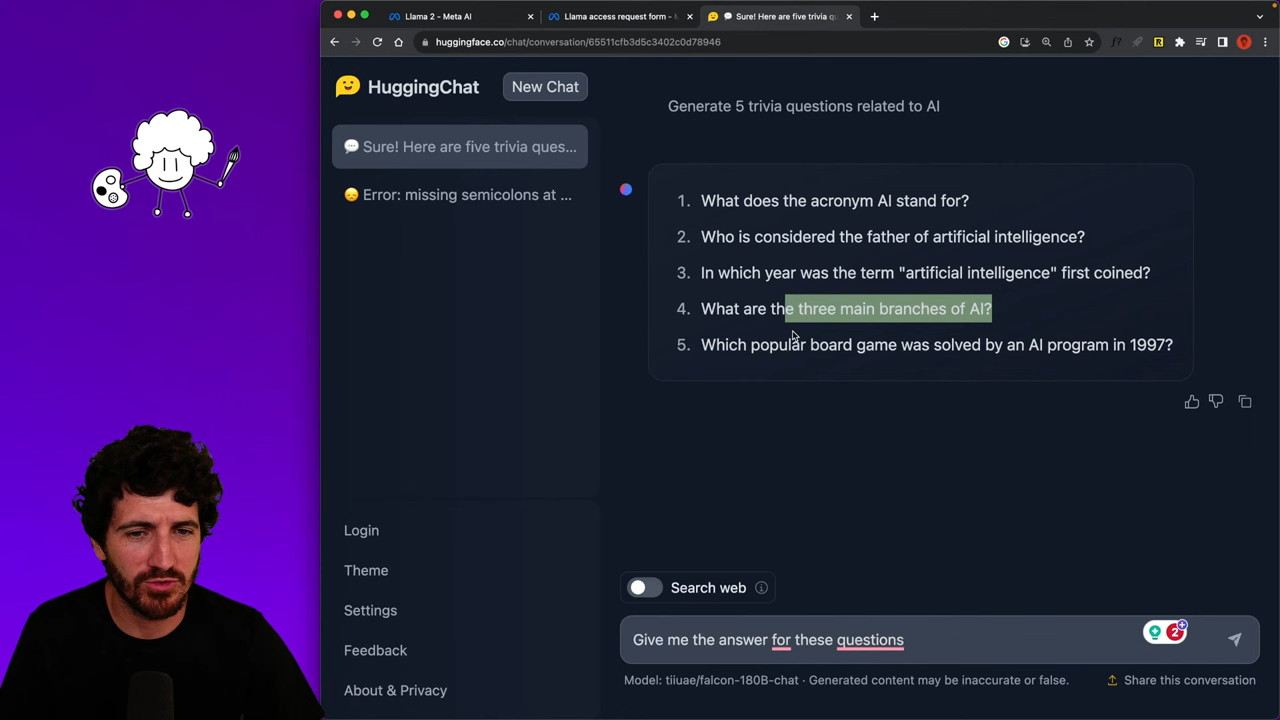 Llama 2 - Meta AI
Llama access request form -
Sure! Here are five trivia qu
huggingface.co/chat/conversation/65511cfb3d5c3402c0d78946
HuggingChat
New Chat
Sure! Here are five trivia ques...
Error: missing semicolons at ...
Generate 5 trivia questions related to AI
1. What does the acronym AI stand for?
2. Who is considered the father of artificial intelligence?
3. In which year was the term "artificial intelligence" first coined?
4. What are the three main branches of AI?
5. Which popular board game was solved by an AI program in 1997?
Login
Theme
Settings
Feedback
About & Privacy
Search web
Give me the answer for these questions
2
Model: tiiuae/falcon-180B-chat · Generated content may be inaccurate or false.
Share this conversation